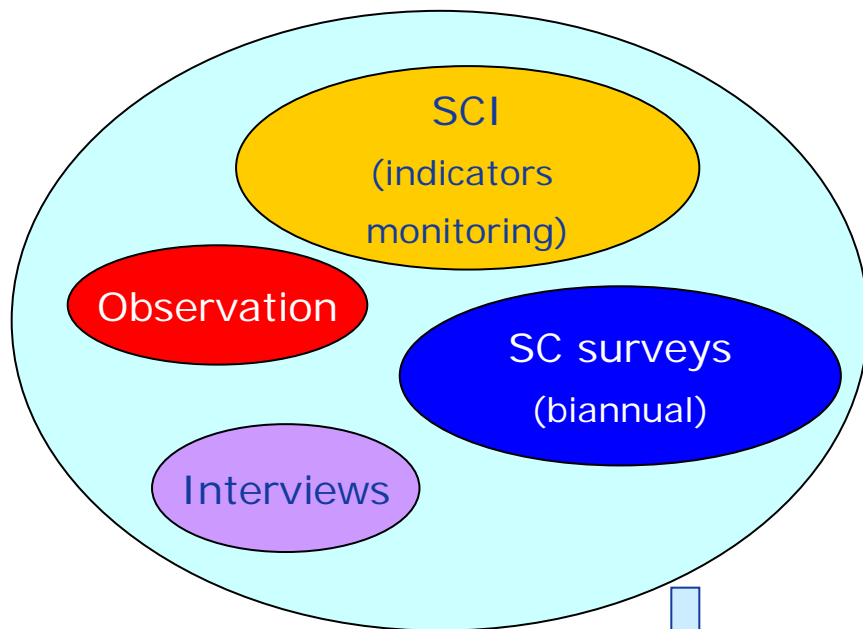 SCI
(indicators
monitoring)
Observation
SC surveys
(biannual)
Interviews